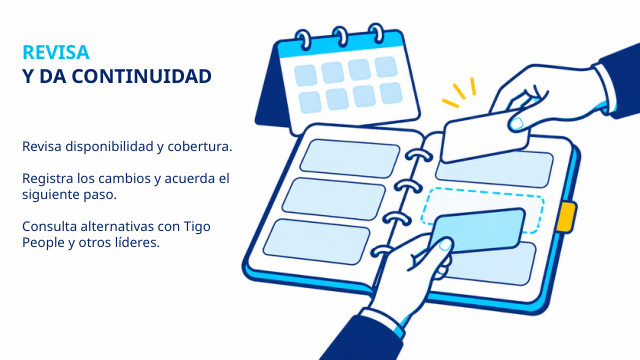 REVISA
Y DA CONTINUIDAD
Revisa disponibilidad y cobertura.
Registra los cambios y acuerda el
siguiente paso.
Consulta alternativas con Tigo
People y otros líderes.